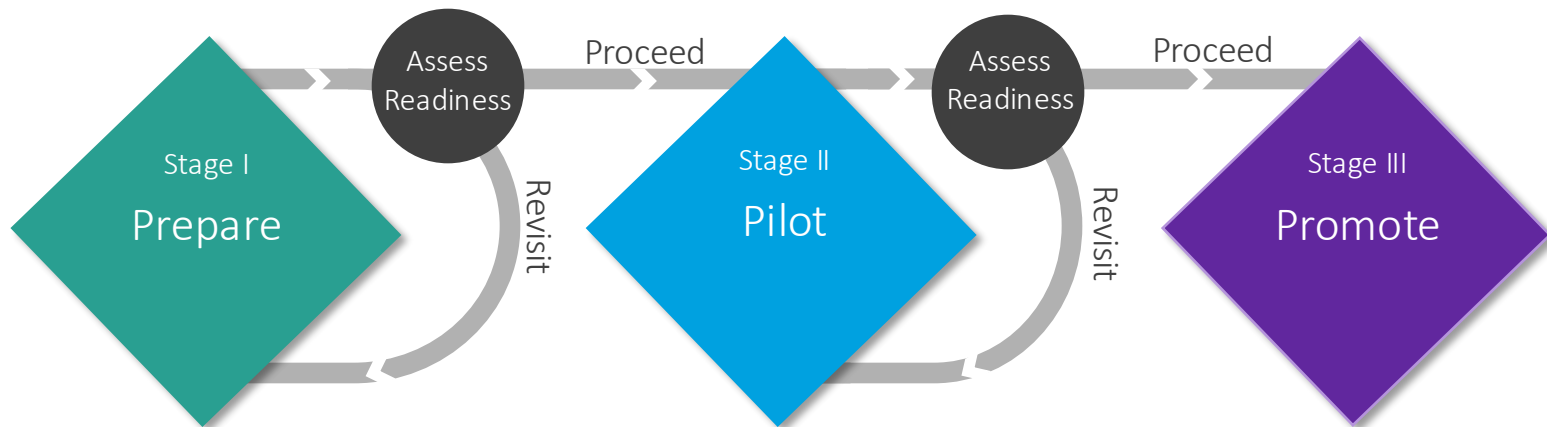 Stage I
Prepare
Assess
Readiness
Proceed
Revisit
Stage II
Pilot
Assess
Readiness
Proceed
Revisit
Stage III
Promote